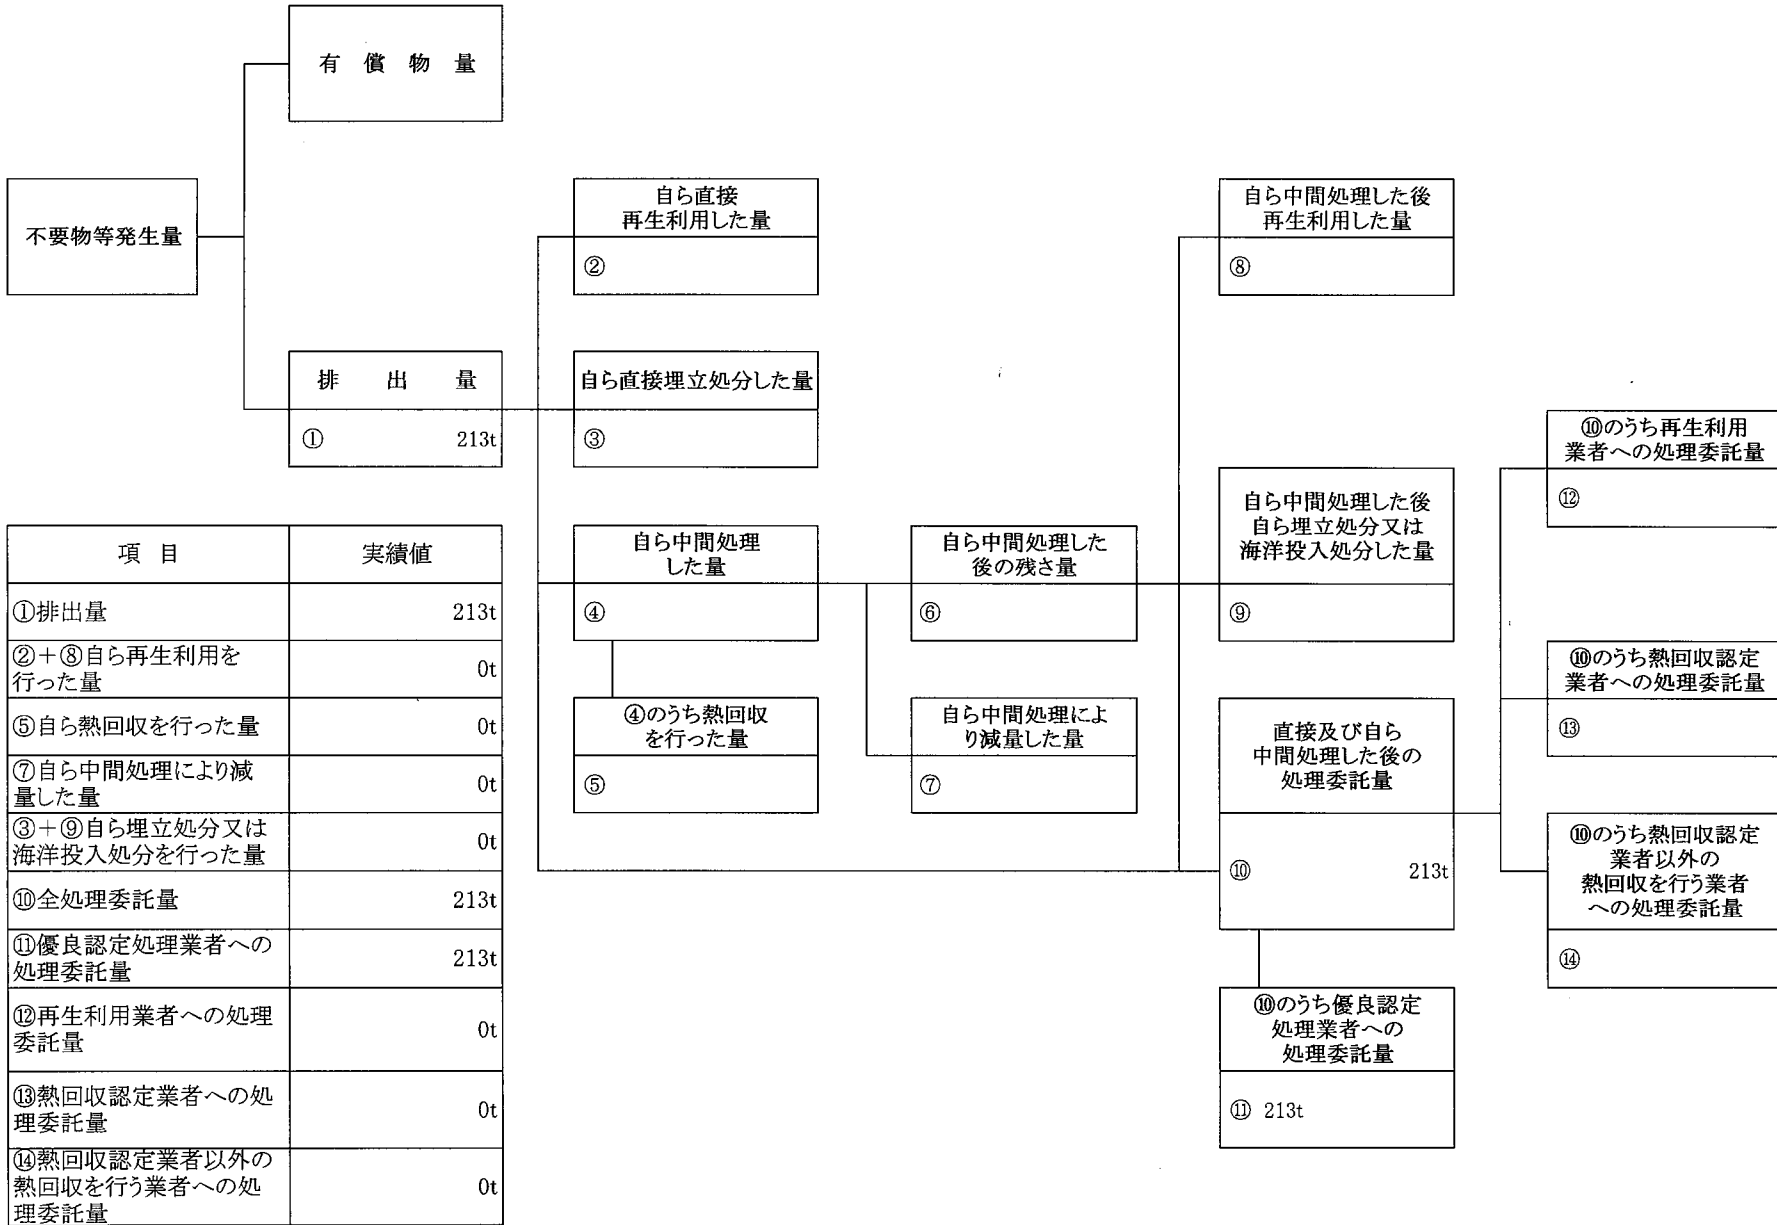 有償物量
不要物等発生量
自ら直接
再生利用した量
②
自ら中間処理した後
再生利用した量
⑧
排出量
① 213t
自ら直接埋立処分した量
③
⑩のうち再生利用
業者への処理委託量
⑫
自ら中間処理
した量
④
自ら中間処理した
後の残さ量
⑥
自ら中間処理した後
自ら埋立処分又は
海洋投入処分した量
⑨
⑩のうち熱回収認定
業者への処理委託量
⑬
④のうち熱回収
を行った量
⑤
自ら中間処理によ
り減量した量
⑦
直接及び自ら
中間処理した後の
処理委託量
⑩ 213t
⑩のうち熱回収認定
業者以外の
熱回収を行う業者
への処理委託量
⑭
⑩のうち優良認定
処理業者への
処理委託量
⑪ 213t
項目 実績値
①排出量 213t
②+⑧自ら再生利用を
行った量 0t
⑤自ら熱回収を行った量 0t
⑦自ら中間処理により減
量した量 0t
③+⑨自ら埋立処分又は
海洋投入処分を行った量 0t
⑩全処理委託量 213t
⑪優良認定処理業者への
処理委託量 213t
⑫再生利用業者への処理
委託量 0t
⑬熱回収認定業者への処
理委託量 0t
⑭熱回収認定業者以外の
熱回収を行う業者への処
理委託量 0t